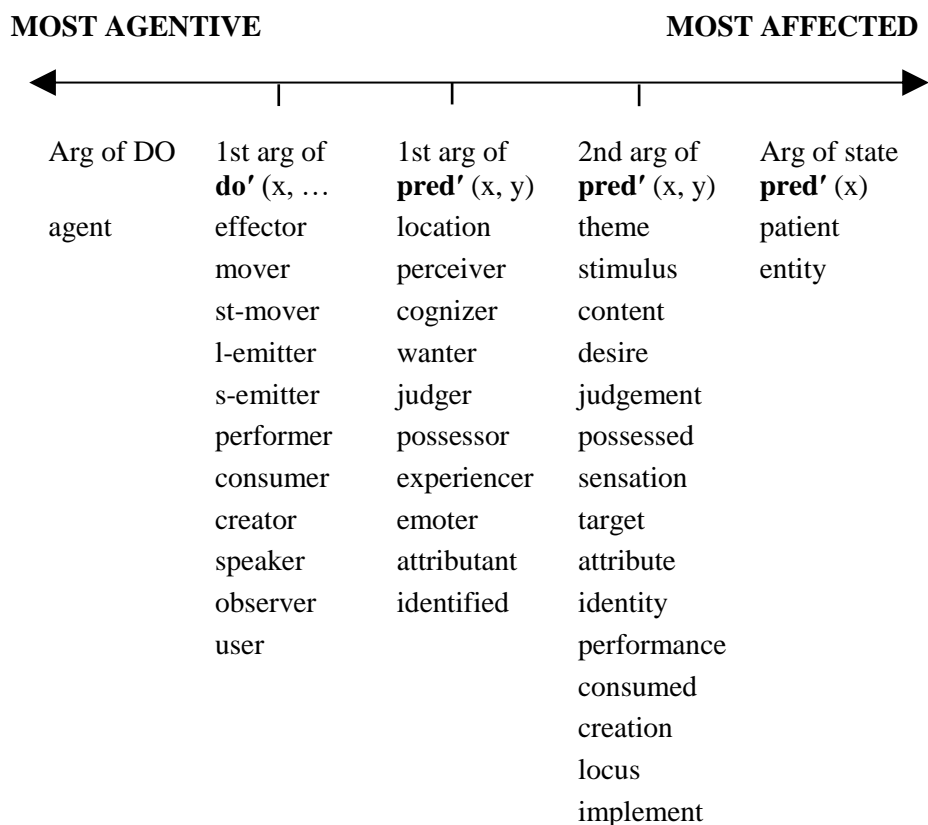 MOST AGENTIVE MOST AFFECTED
Arg of DO 1st arg of 1st arg of 2nd arg of Arg of state
do′ (x, … pred′ (x, y) pred′ (x, y) pred′ (x)
agent effector location theme patient
mover perceiver stimulus entity
st-mover cognizer content
l-emitter wanter desire
s-emitter judger judgement
performer possessor possessed
consumer experiencer sensation
creator emoter target
speaker attributant attribute
observer identified identity
user performance
consumed
creation
locus
implement